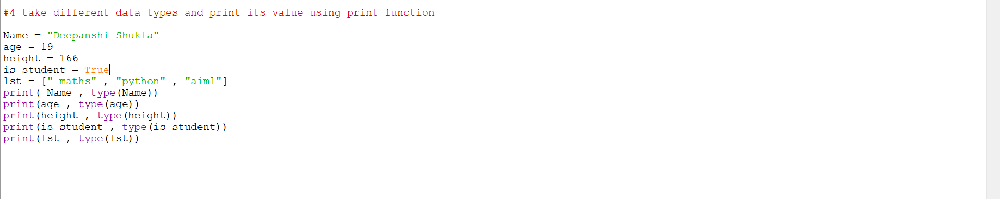 #4 take different data types and print its value using print function
Name = "Deepanshi Shukla"
age = 19
height = 166
is_student = True
lst = [" maths" , "python" , "aiml"]
print( Name , type(Name))
print(age , type(age))
print(height , type(height))
print(is_student , type(is_student))
print(lst , type(lst))